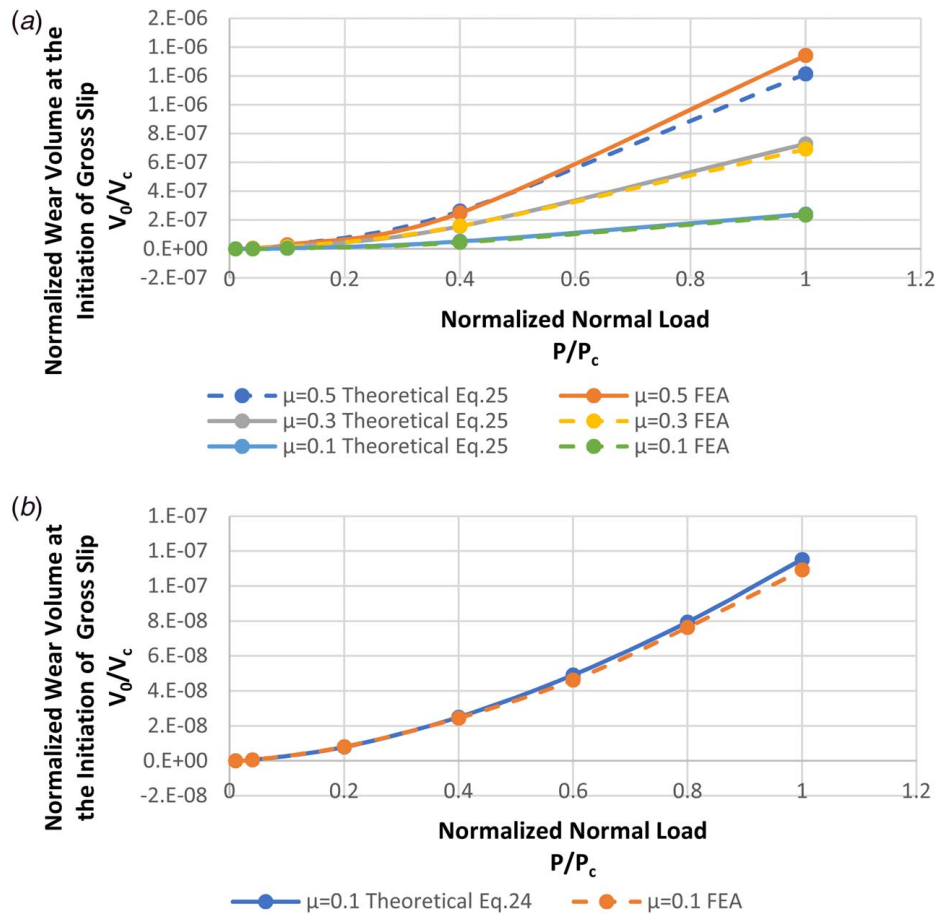 (a)
Normalized Wear Volume at the
Initiation of Gross Slip
V₀/V_c
2.E-06
1.E-06
1.E-06
1.E-06
8.E-07
6.E-07
4.E-07
2.E-07
0.E+00
-2.E-07
0
0.2
0.4
0.6
0.8
1
1.2
Normalized Normal Load
P/P_c
μ=0.5 Theoretical Eq.25
μ=0.5 FEA
μ=0.3 Theoretical Eq.25
μ=0.3 FEA
μ=0.1 Theoretical Eq.25
μ=0.1 FEA
(b)
Normalized Wear Volume at
the Initiation of Gross Slip
V₀/V_c
1.E-07
1.E-07
1.E-07
8.E-08
6.E-08
4.E-08
2.E-08
0.E+00
-2.E-08
0
0.2
0.4
0.6
0.8
1
1.2
Normalized Normal Load
P/P_c
μ=0.1 Theoretical Eq.24
μ=0.1 FEA